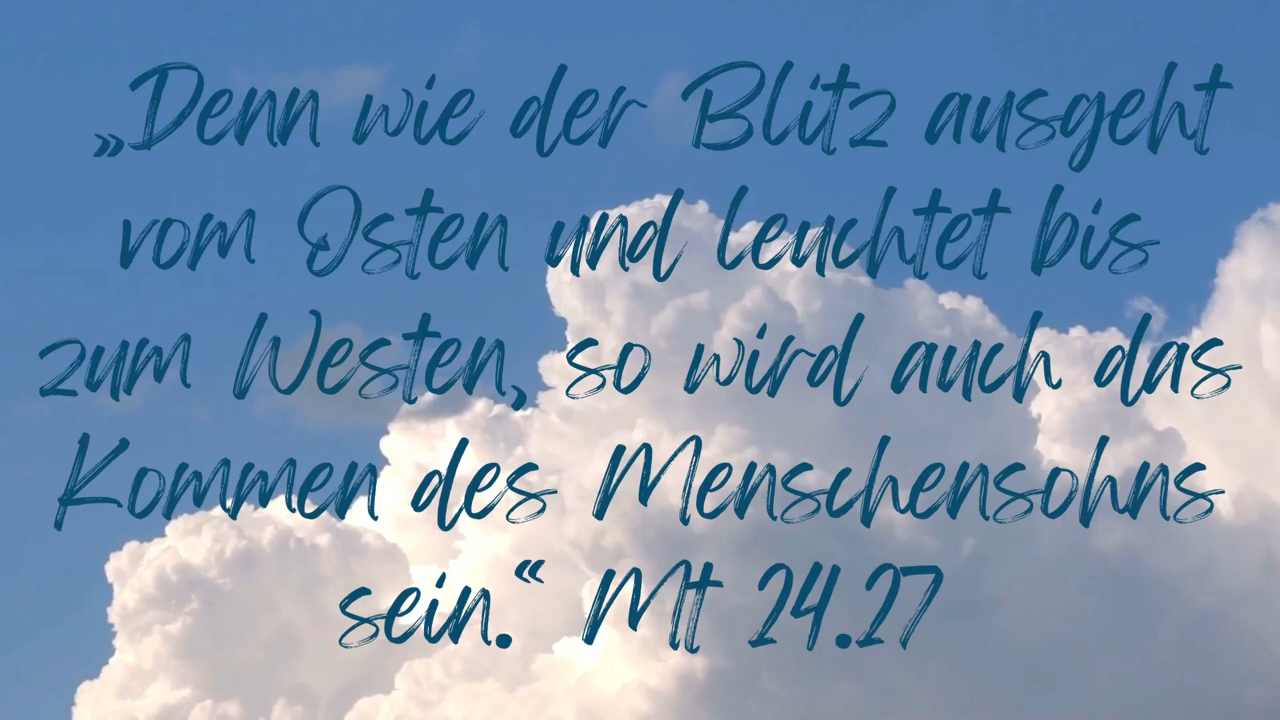 „Denn wie der Blitz ausgeht
vom Osten und leuchtet bis
zum Westen, so wird auch das
Kommen des Menschensohns
sein.“ Mt 24.27